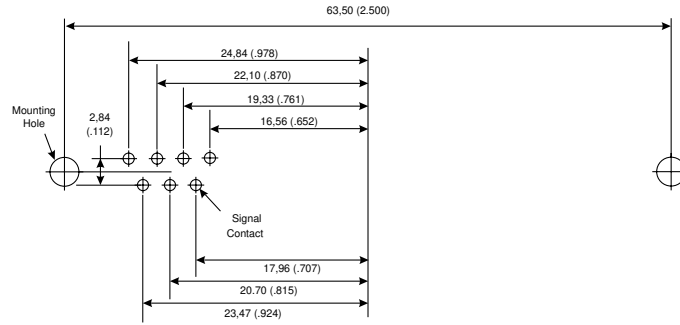 63,50 (2.500)
24,84 (.978)
22,10 (.870)
19,33 (.761)
16,56 (.652)
Mounting
Hole
2,84
(.112)
Signal
Contact
17,96 (.707)
20.70 (.815)
23,47 (.924)